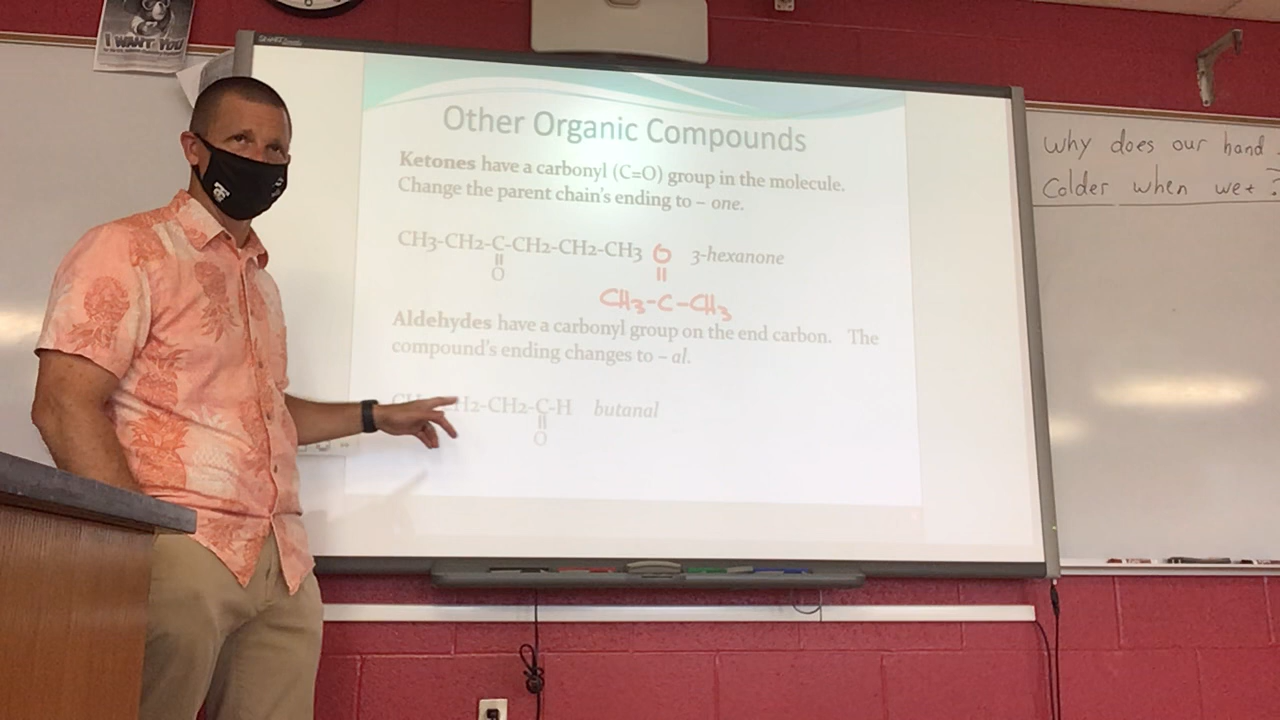 I WANT YOU
Other Organic Compounds
Ketones have a carbonyl (C=O) group in the molecule.
Change the parent chain's ending to – one.
CH3-CH2-C-CH2-CH2-CH3 3-hexanone
=
O
O
=
CH3-C-CH3
Aldehydes have a carbonyl group on the end carbon. The
compound's ending changes to – al.
H2-CH2-C-H butanal
=
O
Why does our hand
Colder when wet ?